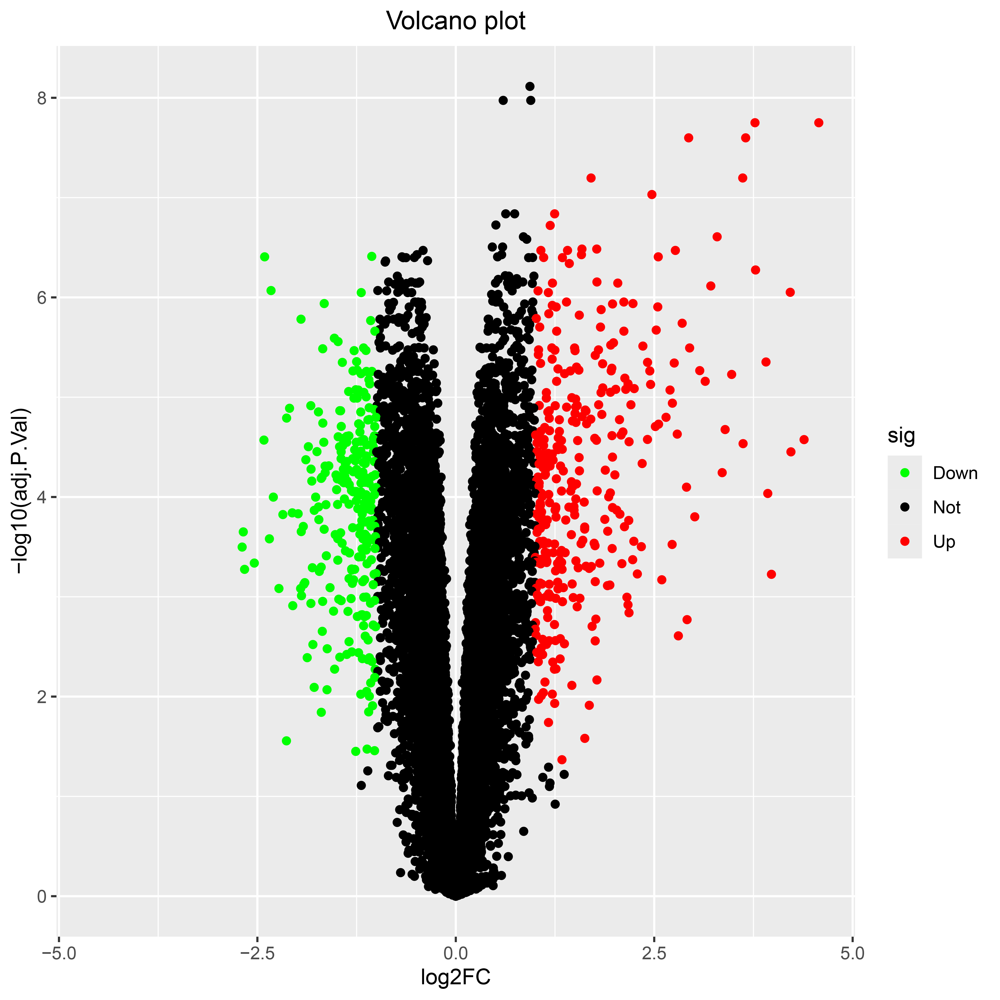 Volcano plot
−log10(adj.P.Val)
8
6
4
2
0
−5.0
−2.5
0.0
2.5
5.0
log2FC
sig
Down
Not
Up